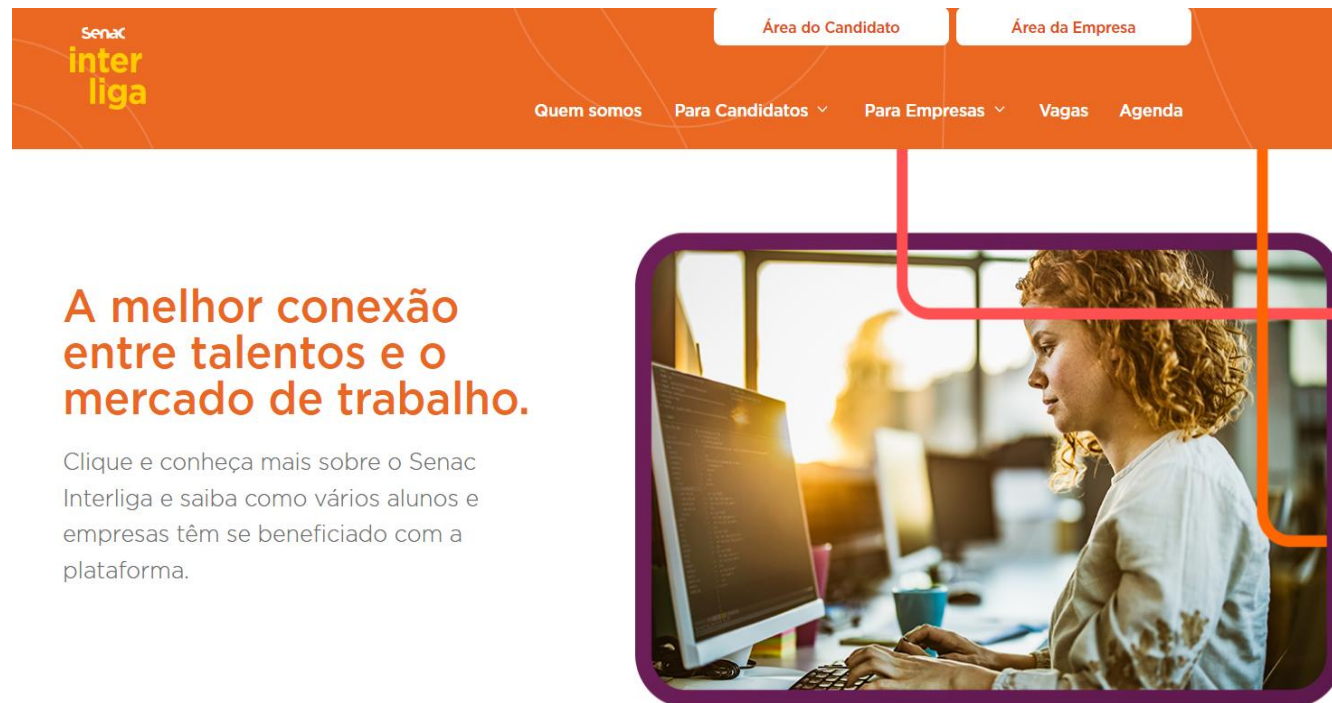 Senac
inter
liga
Área do Candidato
Área da Empresa
Quem somos
Para Candidatos
Para Empresas
Vagas
Agenda
A melhor conexão
entre talentos e o
mercado de trabalho.
Clique e conheça mais sobre o Senac
Interliga e saiba como vários alunos e
empresas têm se beneficiado com a
plataforma.